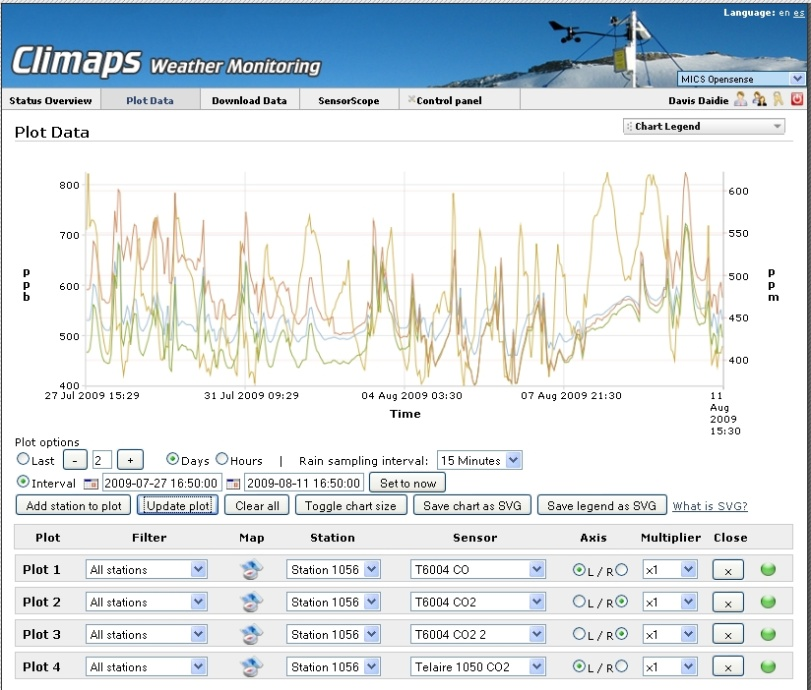 Language: en es
Climaps Weather Monitoring
MICS Opensense
Status Overview Plot Data Download Data SensorScope Control panel Davis Daidie
Plot Data
Chart Legend
800
700
600
500
400
ppb
600
550
500
450
400
ppm
27 Jul 2009 15:29 31 Jul 2009 09:29 04 Aug 2009 03:30 07 Aug 2009 21:30 11 Aug 2009 15:30
Time
Plot options
Last - 2 + Days Hours | Rain sampling interval: 15 Minutes
Interval 2009-07-27 16:50:00 2009-08-11 16:50:00 Set to now
Add station to plot Update plot Clear all Toggle chart size Save chart as SVG Save legend as SVG What is SVG?
Plot Filter Map Station Sensor Axis Multiplier Close
Plot 1 All stations Station 1056 T6004 CO L / R x1 x
Plot 2 All stations Station 1056 T6004 CO2 L / R x1 x
Plot 3 All stations Station 1056 T6004 CO2 2 L / R x1 x
Plot 4 All stations Station 1056 Telaire 1050 CO2 L / R x1 x